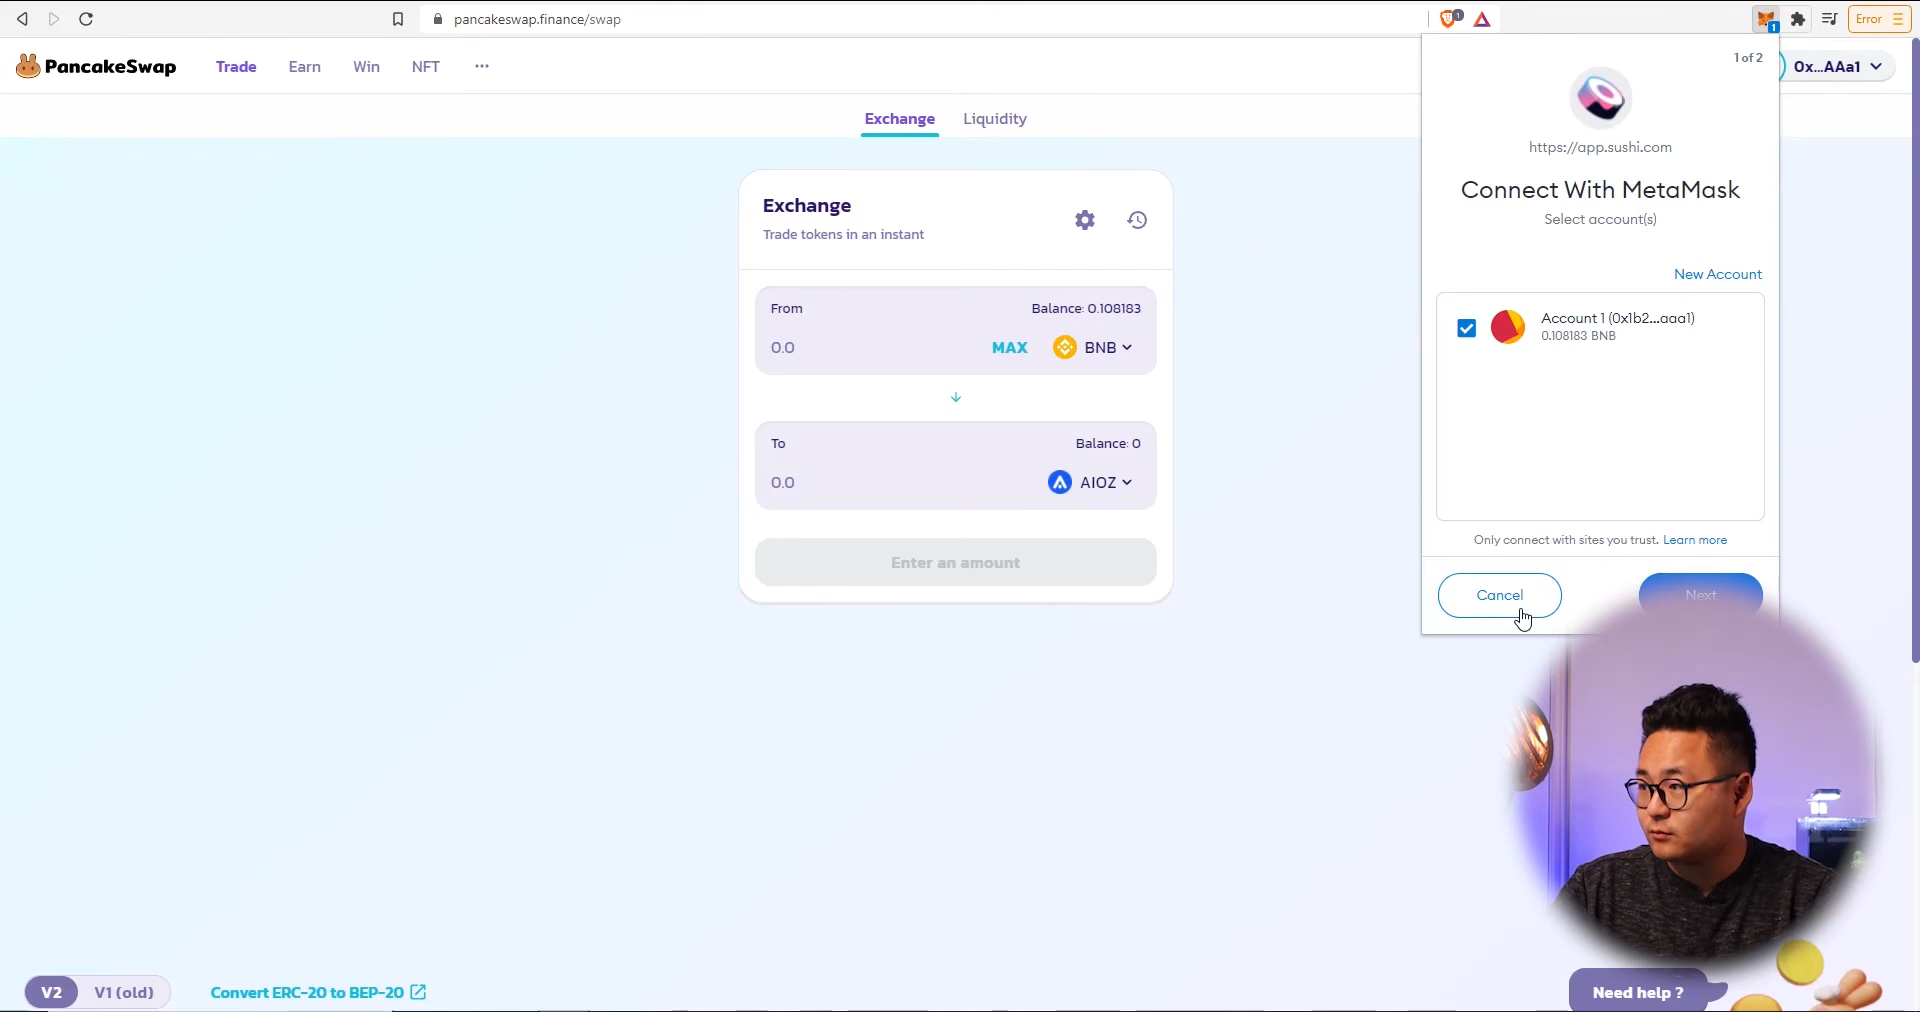 pancakeswap.finance/swap
1
1
Error
PancakeSwap
Trade
Earn
Win
NFT
0x...AAa1
Exchange
Liquidity
Exchange
Trade tokens in an instant
From
Balance: 0.108183
0.0
MAX
BNB
To
Balance: 0
0.0
AIOZ
Enter an amount
1 of 2
https://app.sushi.com
Connect With MetaMask
Select account(s)
New Account
Account 1 (0x1b2...aaa1)
0.108183 BNB
Only connect with sites you trust. Learn more
Cancel
Next
V2
V1 (old)
Convert ERC-20 to BEP-20
Need help ?